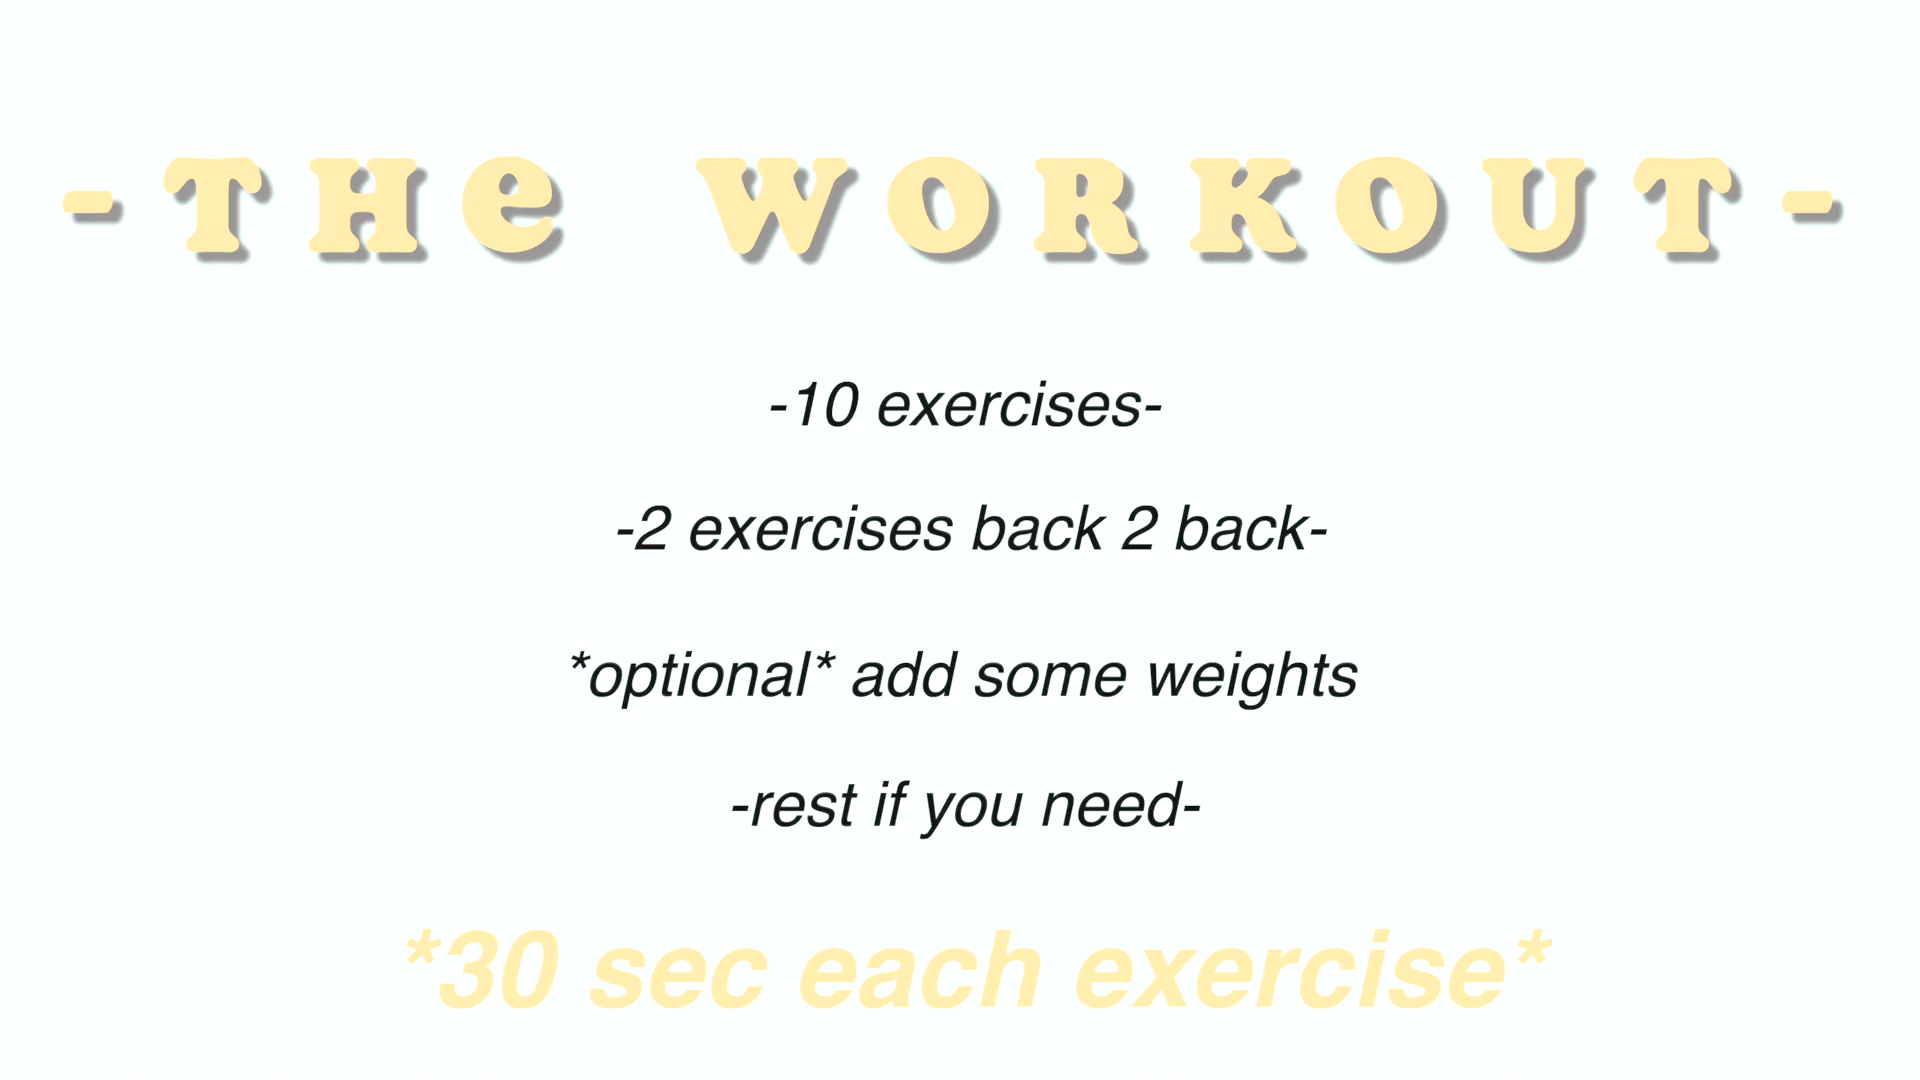 -THE WORKOUT-
-10 exercises-
-2 exercises back 2 back-
*optional* add some weights
-rest if you need-
*30 sec each exercise*